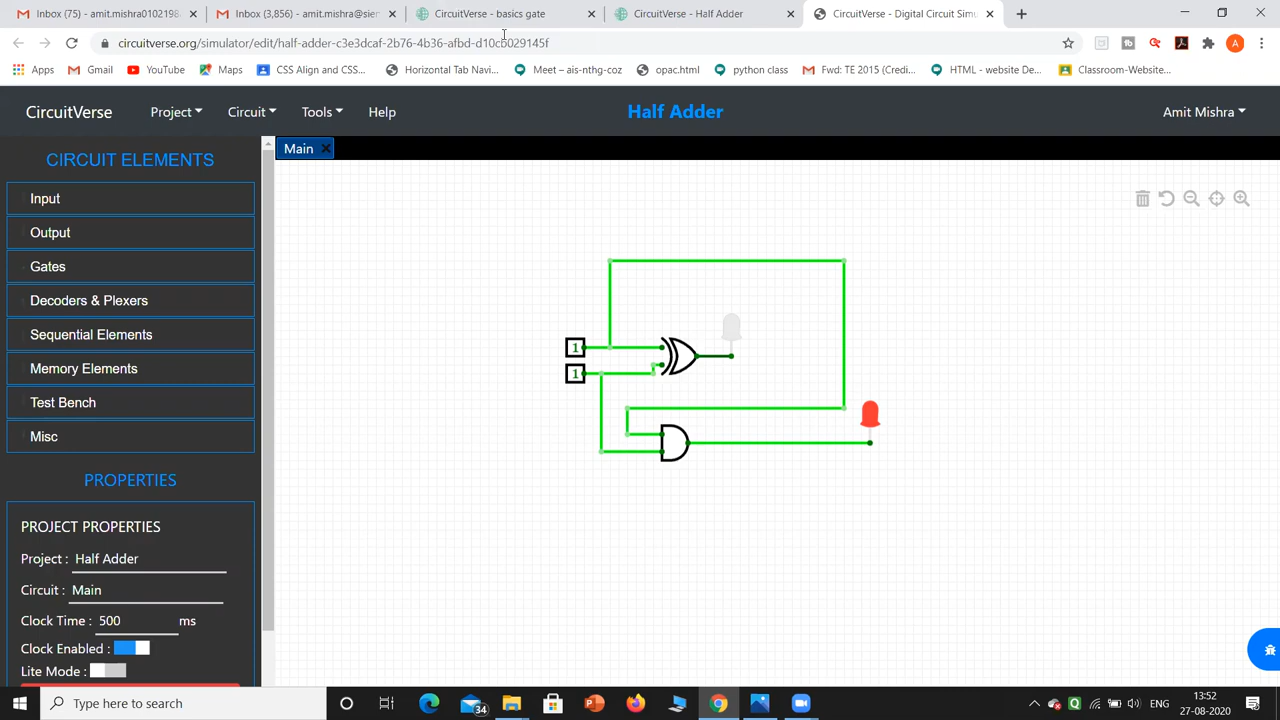 Inbox (75) - amit.mishra0102198
Inbox (3,856) - amit.mishra@sien
CircuitVerse - basics gate
CircuitVerse - Half Adder
CircuitVerse - Digital Circuit Simu
circuitverse.org/simulator/edit/half-adder-c3e3dcaf-2b76-4b36-afbd-d10cb029145f
A
Apps
Gmail
YouTube
Maps
CSS Align and CSS...
Horizontal Tab Navi...
Meet – ais-nthg-coz
opac.html
python class
Fwd: TE 2015 (Credi...
HTML - website De...
Classroom-Website...
CircuitVerse
Project
Circuit
Tools
Help
Half Adder
Amit Mishra
Main
CIRCUIT ELEMENTS
Input
Output
Gates
Decoders & Plexers
Sequential Elements
Memory Elements
Test Bench
Misc
1
1
PROPERTIES
PROJECT PROPERTIES
Project : Half Adder
Circuit : Main
Clock Time : 500 ms
Clock Enabled :
Lite Mode :
Type here to search
34
ENG
13:52
27-08-2020